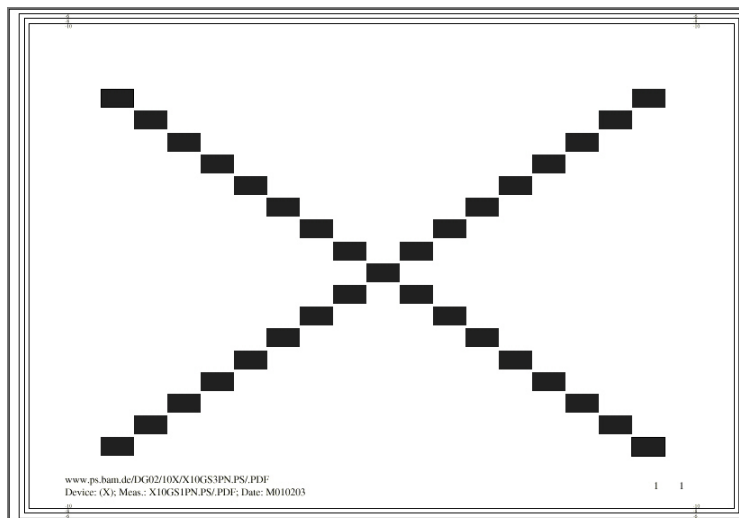 www.ps.bam.de/DG02/10X/X10GS3PN.PS/.PDF
Device: (X); Meas.: X10GS1PN.PS/.PDF; Date: M010203
1 1